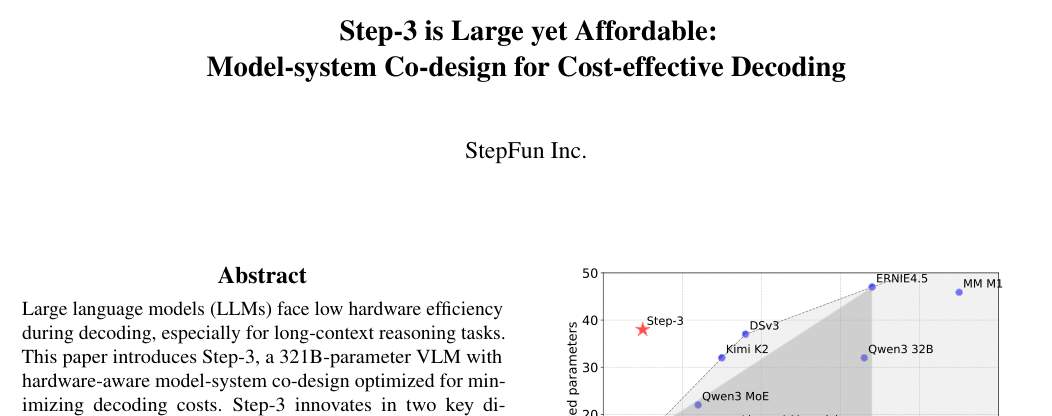 Step-3 is Large yet Affordable:
Model-system Co-design for Cost-effective Decoding
StepFun Inc.
Abstract
Large language models (LLMs) face low hardware efficiency
during decoding, especially for long-context reasoning tasks.
This paper introduces Step-3, a 321B-parameter VLM with
hardware-aware model-system co-design optimized for min-
imizing decoding costs. Step-3 innovates in two key di-
50
ERNIE4.5
MM M1
40
Step-3
DSv3
Kimi K2
Qwen3 32B
30
Qwen3 MoE
20
ed parameters